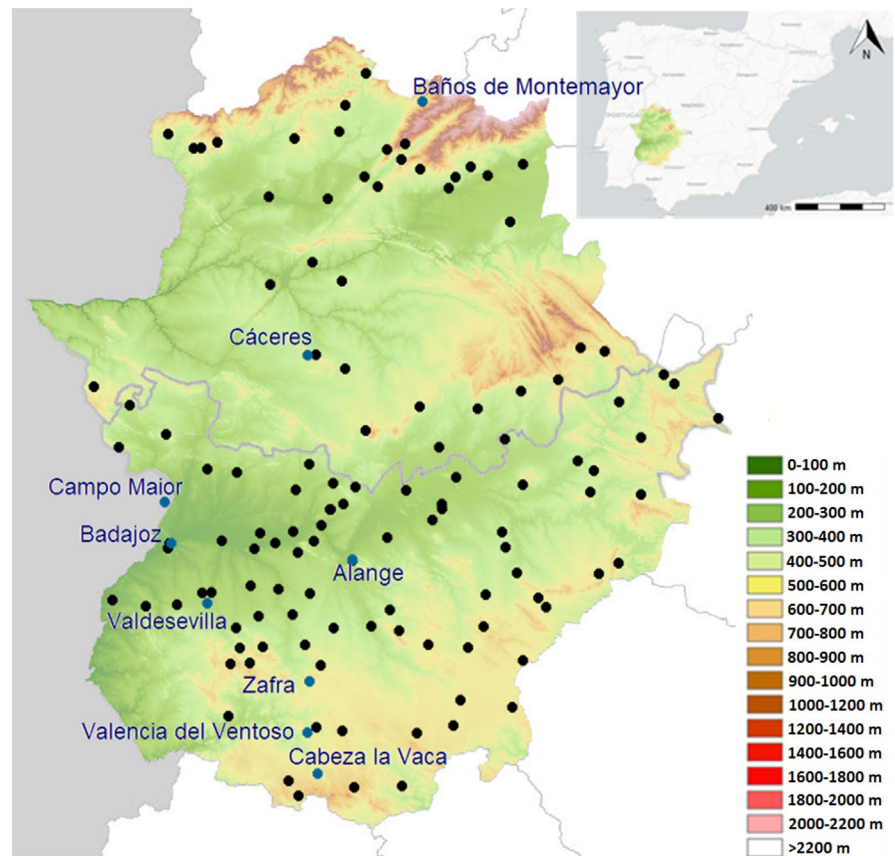 N
PORTUGA
MADRID
400 km
Baños de Montemayor
Cáceres
Campo Maior
Badajoz
Alange
Valdesevilla
Zafra
Valencia del Ventoso
Cabeza la Vaca
0-100 m
100-200 m
200-300 m
300-400 m
400-500 m
500-600 m
600-700 m
700-800 m
800-900 m
900-1000 m
1000-1200 m
1200-1400 m
1400-1600 m
1600-1800 m
1800-2000 m
2000-2200 m
>2200 m